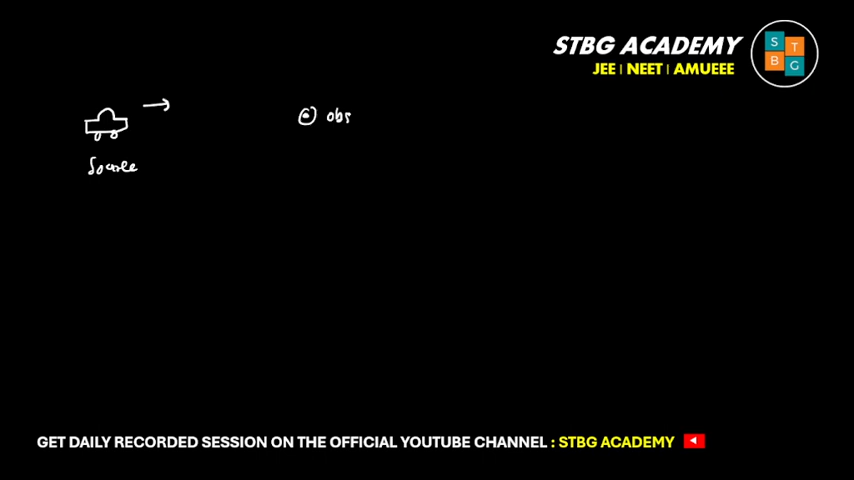 STBG ACADEMY
JEE | NEET | AMUEEE
S T
B G
obs
Source
GET DAILY RECORDED SESSION ON THE OFFICIAL YOUTUBE CHANNEL : STBG ACADEMY